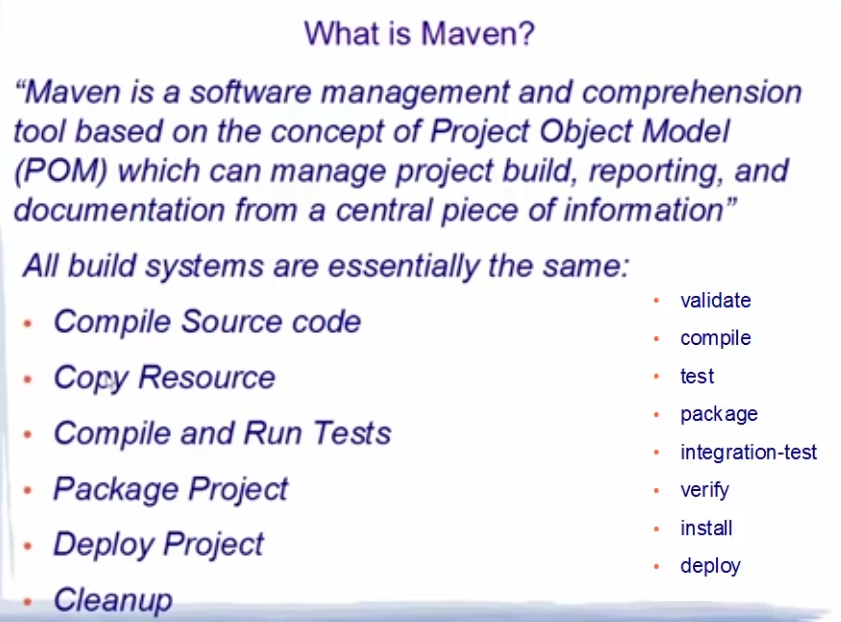 What is Maven?
“Maven is a software management and comprehension
tool based on the concept of Project Object Model
(POM) which can manage project build, reporting, and
documentation from a central piece of information”
All build systems are essentially the same:
• Compile Source code
• Copy Resource
• Compile and Run Tests
• Package Project
• Deploy Project
• Cleanup
• validate
• compile
• test
• package
• integration-test
• verify
• install
• deploy